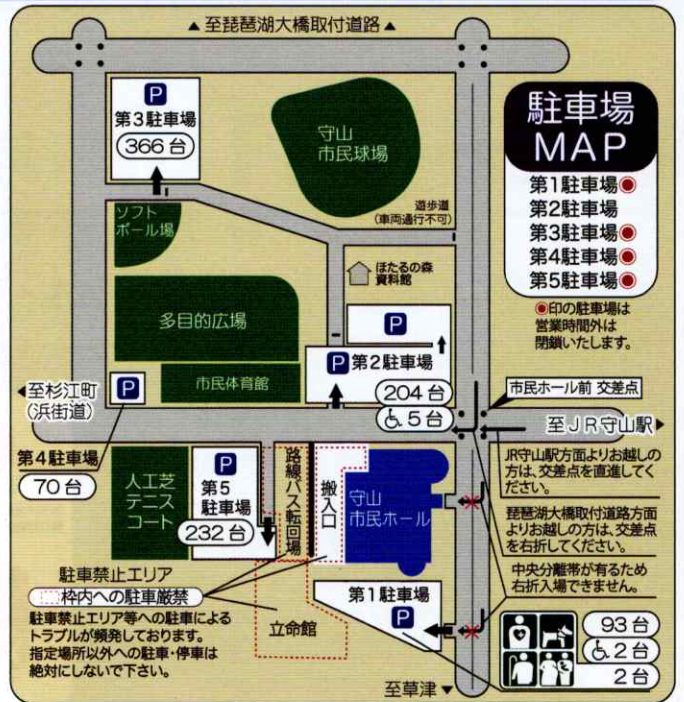 ▲至琵琶湖大橋取付道路▲
駐車場
MAP
第1駐車場◉
第2駐車場
第3駐車場◉
第4駐車場◉
第5駐車場◉
◉印の駐車場は
営業時間外は
閉鎖いたします。
P
第3駐車場
366台
守山
市民球場
遊歩道
(車両通行不可)
ソフト
ボール場
ほたるの森
資料館
多目的広場
P
P 第2駐車場
市民体育館
204台
5台
◀至杉江町
(浜街道)
P
第4駐車場
70台
市民ホール前 交差点
至JR守山駅▶
JR守山駅方面よりお越しの
方は、交差点を直進してく
ださい。
琵琶湖大橋取付道路方面
よりお越しの方は、交差点
を右折してください。
中央分離帯が有るため
右折入場できません。
人工芝
テニス
コート
P
第5
駐車場
232台
路線バス転回場
搬入口
守山
市民ホール
駐車禁止エリア
枠内への駐車厳禁
駐車禁止エリア等への駐車による
トラブルが頻発しております。
指定場所以外への駐車・停車は
絶対にしないで下さい。
立命館
第1駐車場
P
93台
2台
2台
至草津▼